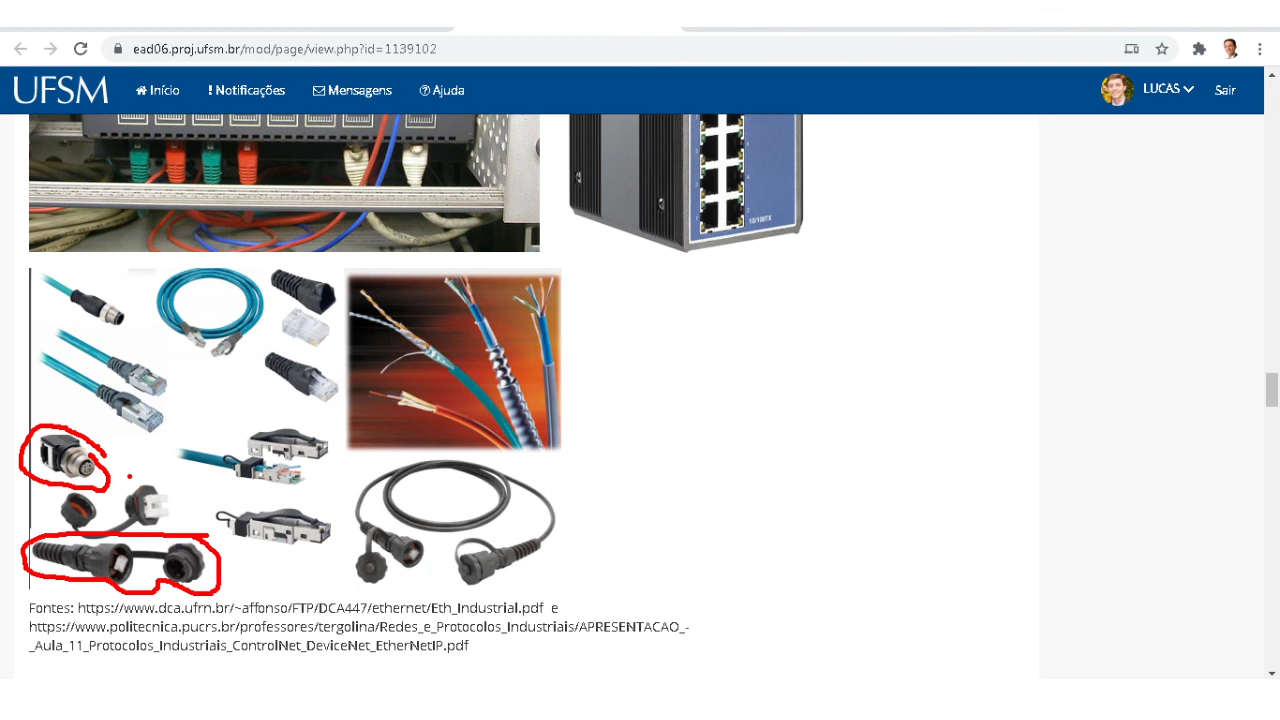 ead06.proj.ufsm.br/mod/page/view.php?id=1139102
UFSM Início Notificações Mensagens Ajuda LUCAS Sair
10/100TX
Fontes: https://www.dca.ufrn.br/~affonso/FTP/DCA447/ethernet/Eth_Industrial.pdf e
https://www.politecnica.pucrs.br/professores/tergolina/Redes_e_Protocolos_Industriais/APRESENTACAO_-
_Aula_11_Protocolos_Industriais_ControlNet_DeviceNet_EtherNetIP.pdf